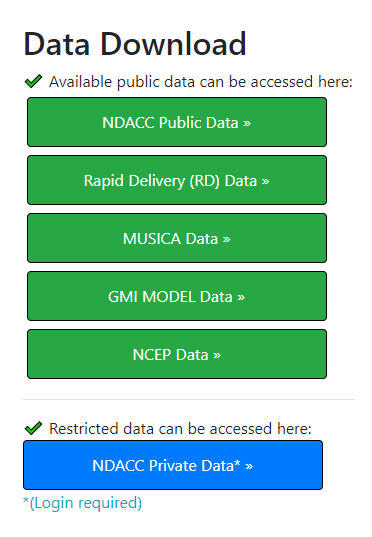 Data Download
Available public data can be accessed here:
NDACC Public Data »
Rapid Delivery (RD) Data »
MUSICA Data »
GMI MODEL Data »
NCEP Data »
Restricted data can be accessed here:
NDACC Private Data* »
*(Login required)